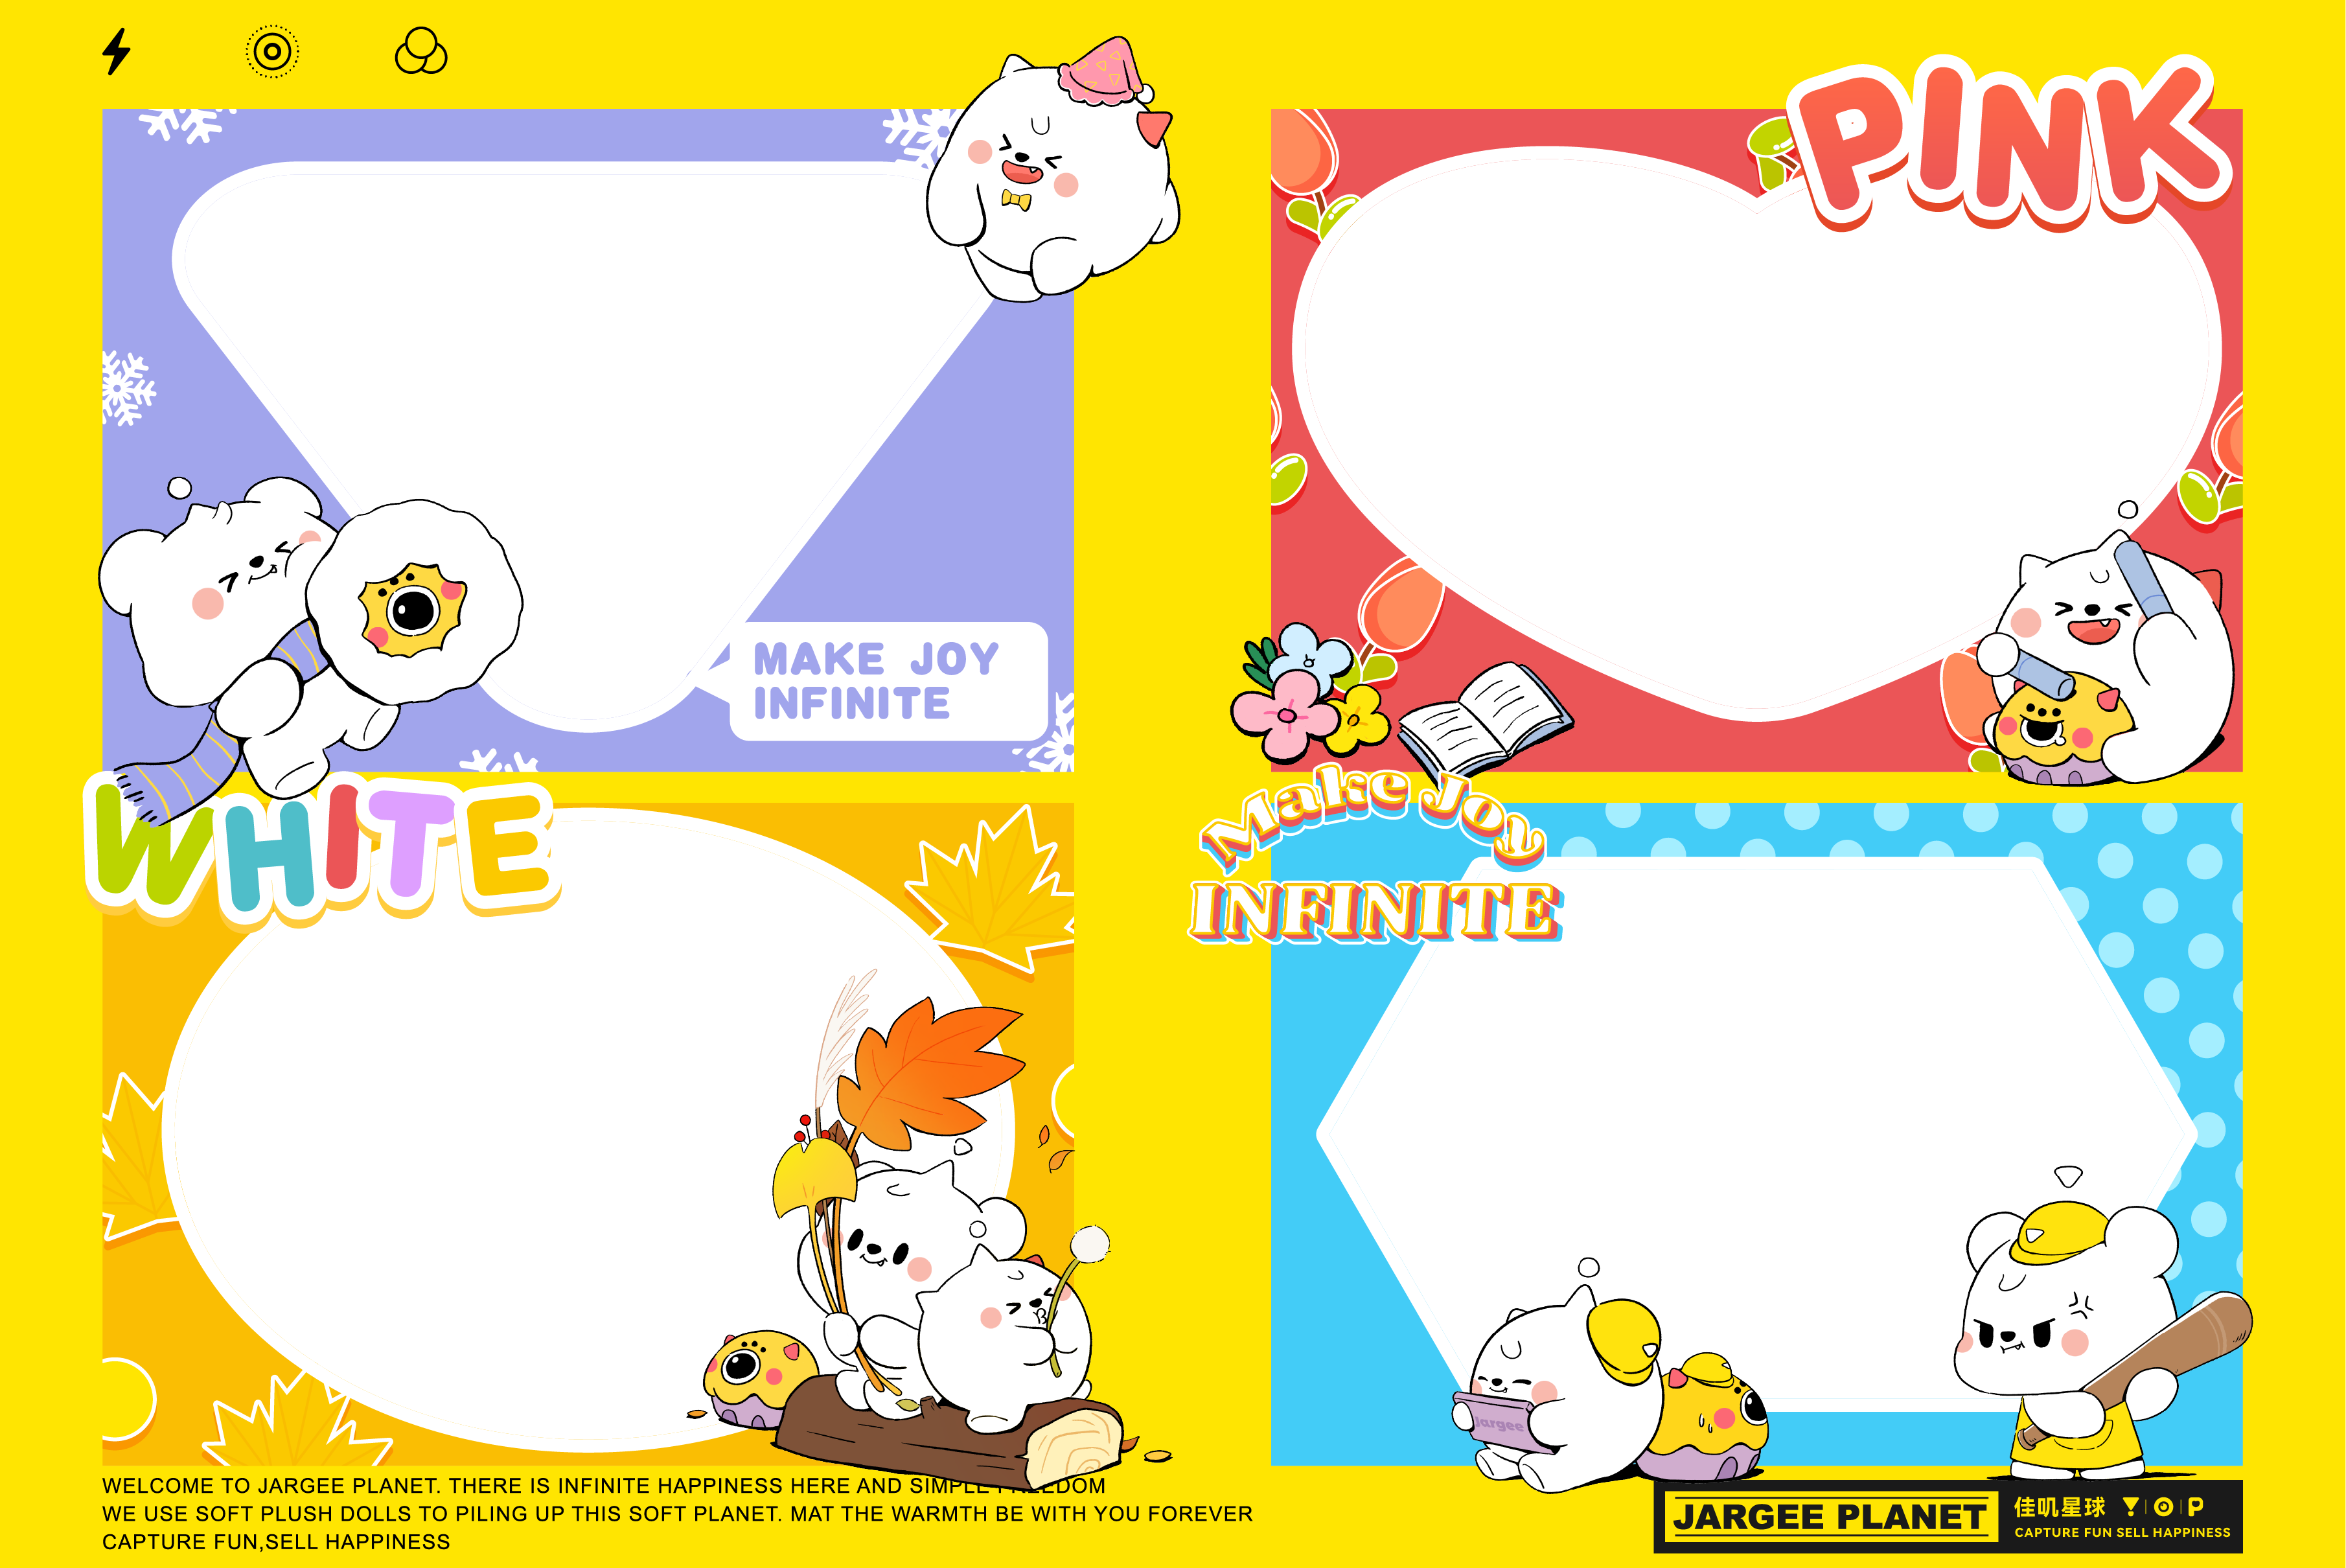 PINK
MAKE JOY
INFINITE
WHITE
Make Joy
INFINITE
Jargee
WELCOME TO JARGEE PLANET. THERE IS INFINITE HAPPINESS HERE AND SIMPLE FREEDOM
WE USE SOFT PLUSH DOLLS TO PILING UP THIS SOFT PLANET. MAT THE WARMTH BE WITH YOU FOREVER
CAPTURE FUN,SELL HAPPINESS
JARGEE PLANET
佳叽星球
CAPTURE FUN SELL HAPPINESS